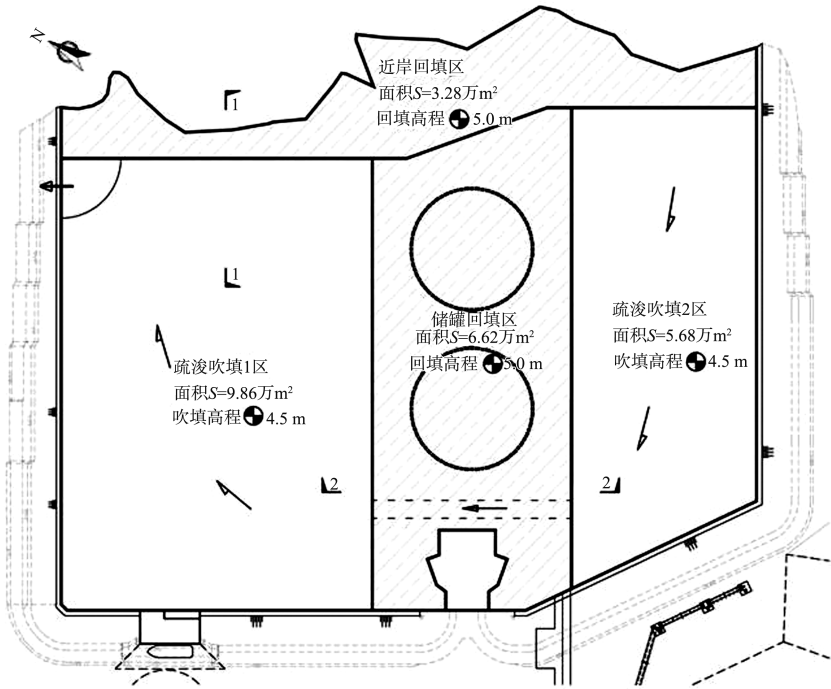 N
近岸回填区
面积S=3.28万m²
回填高程 5.0 m
1
1
储罐回填区
面积S=6.62万m²
回填高程 5.0 m
疏浚吹填2区
面积S=5.68万m²
吹填高程 4.5 m
疏浚吹填1区
面积S=9.86万m²
吹填高程 4.5 m
2
2